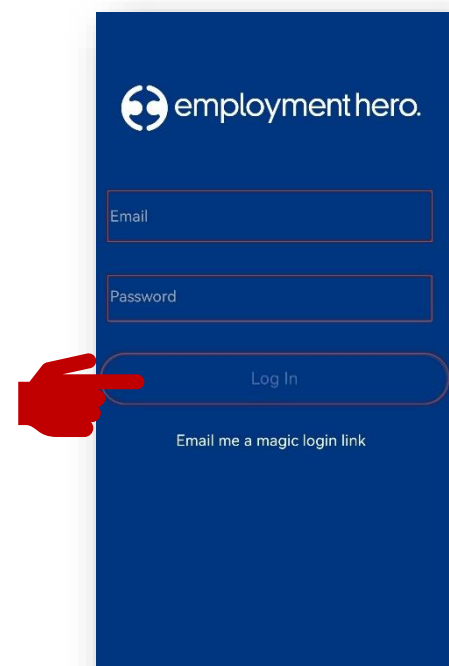 employment hero.
Email
Password
Log In
Email me a magic login link